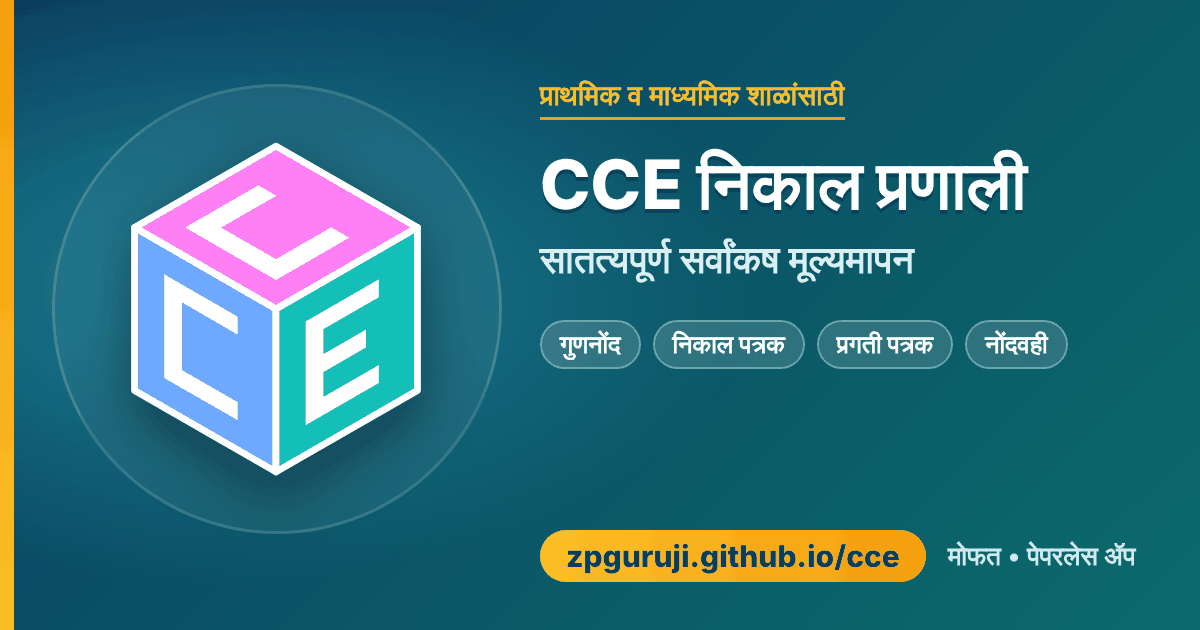 C
C E
प्राथमिक व माध्यमिक शाळांसाठी
CCE निकाल प्रणाली
सातत्यपूर्ण सर्वांकष मूल्यमापन
गुणनोंद निकाल पत्रक प्रगती पत्रक नोंदवही
zpguruji.github.io/cce मोफत • पेपरलेस ॲप